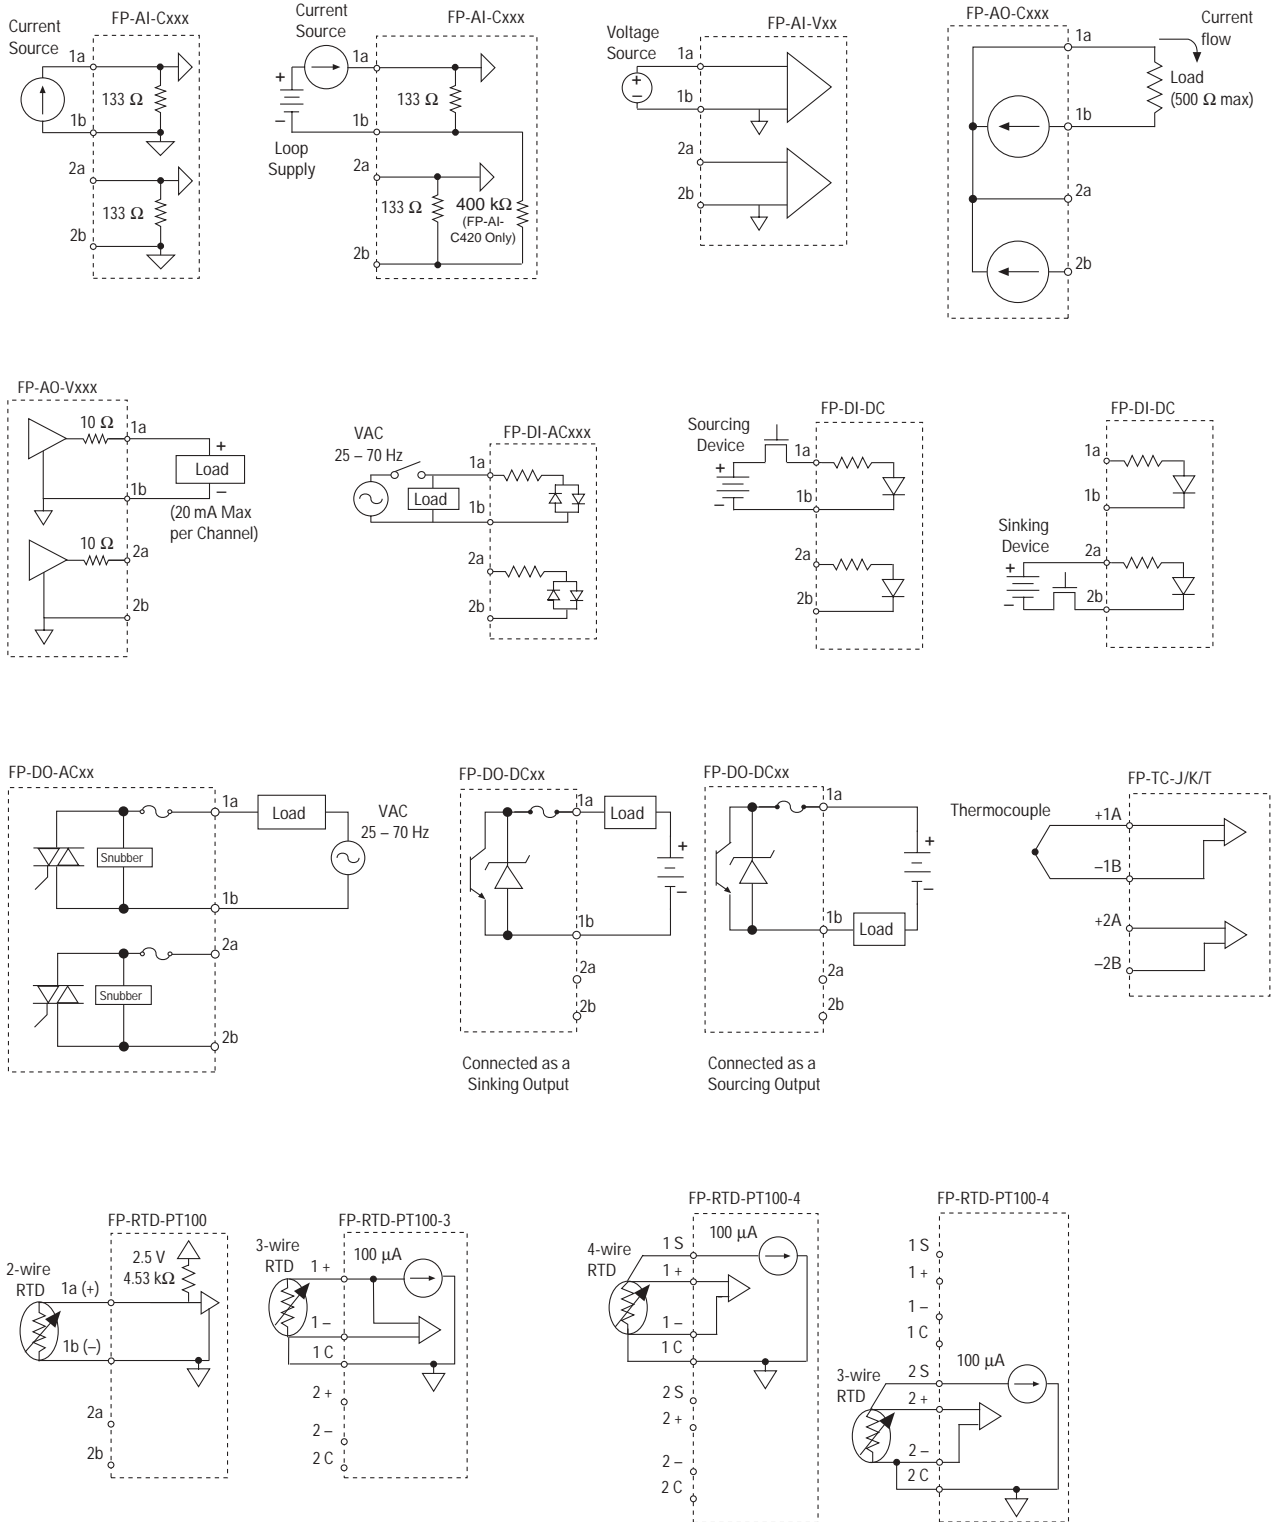 FP-AI-Cxxx
Current
Source
1a
133 Ω
1b
2a
133 Ω
2b
FP-AI-Cxxx
Current
Source
1a
+
133 Ω
–
1b
Loop
Supply
2a
133 Ω
400 kΩ
(FP-AI-
C420 Only)
2b
FP-AI-Vxx
Voltage
Source
1a
+
–
1b
2a
2b
FP-AO-Cxxx
Current
flow
1a
Load
(500 Ω max)
1b
2a
2b
FP-AO-Vxxx
10 Ω
1a
+
Load
–
1b
(20 mA Max
per Channel)
10 Ω
2a
2b
VAC
25 – 70 Hz
FP-DI-ACxxx
1a
Load
1b
2a
2b
FP-DI-DC
Sourcing
Device
1a
+
–
1b
2a
2b
FP-DI-DC
1a
1b
Sinking
Device
2a
+
–
2b
FP-DO-ACxx
1a
Load
VAC
25 – 70 Hz
Snubber
1b
2a
Snubber
2b
FP-DO-DCxx
1a
Load
+
–
1b
2a
2b
Connected as a
Sinking Output
FP-DO-DCxx
1a
+
–
1b
Load
2a
2b
Connected as a
Sourcing Output
FP-TC-J/K/T
Thermocouple
+1A
–1B
+2A
–2B
FP-RTD-PT100
2-wire
RTD
2.5 V
4.53 kΩ
1a (+)
1b (–)
2a
2b
FP-RTD-PT100-3
3-wire
RTD
100 µA
1 +
1 –
1 C
2 +
2 –
2 C
FP-RTD-PT100-4
4-wire
RTD
100 µA
1 S
1 +
1 –
1 C
2 S
2 +
2 –
2 C
FP-RTD-PT100-4
1 S
1 +
1 –
1 C
3-wire
RTD
100 µA
2 S
2 +
2 –
2 C